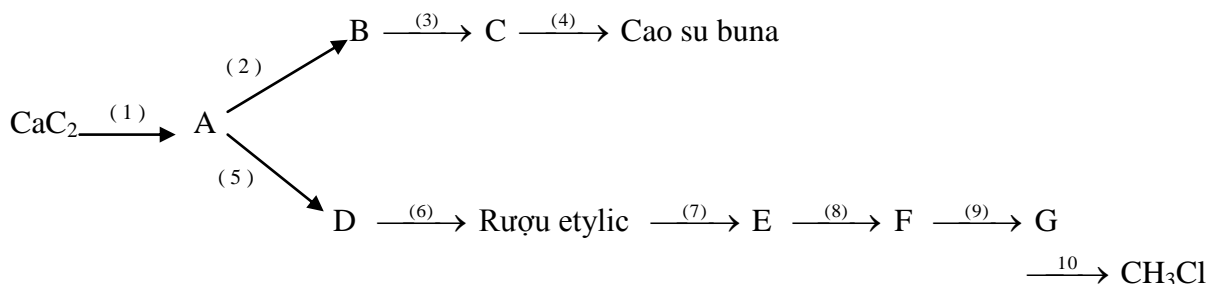 B (3) C (4) Cao su buna
(2)
CaC₂ (1) A
(5)
D (6) Rượu etylic (7) E (8) F (9) G
10 CH₃Cl